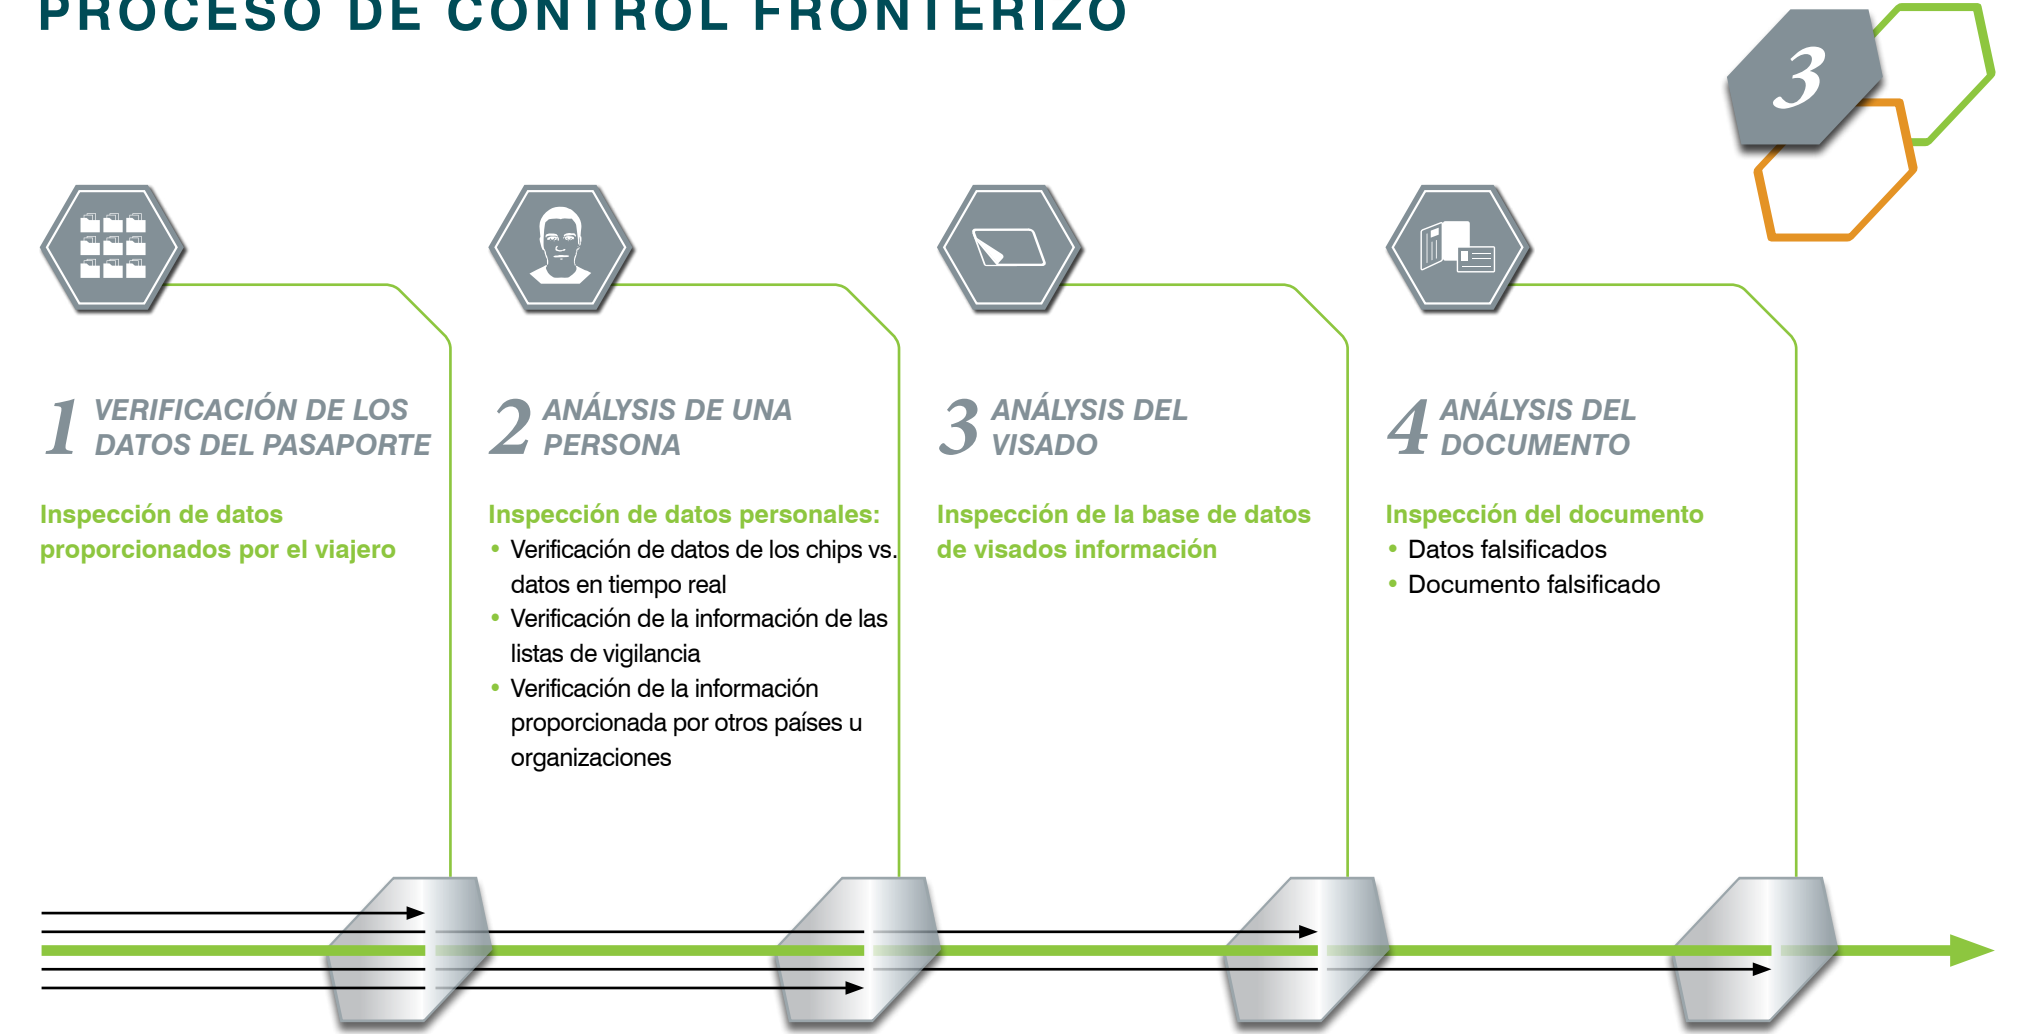 PROCESO DE CONTROL FRONTERIZO
3
1 VERIFICACIÓN DE LOS
DATOS DEL PASAPORTE
Inspección de datos
proporcionados por el viajero
2 ANÁLYSIS DE UNA
PERSONA
Inspección de datos personales:
• Verificación de datos de los chips vs.
datos en tiempo real
• Verificación de la información de las
listas de vigilancia
• Verificación de la información
proporcionada por otros países u
organizaciones
3 ANÁLYSIS DEL
VISADO
Inspección de la base de datos
de visados información
4 ANÁLYSIS DEL
DOCUMENTO
Inspección del documento
• Datos falsificados
• Documento falsificado